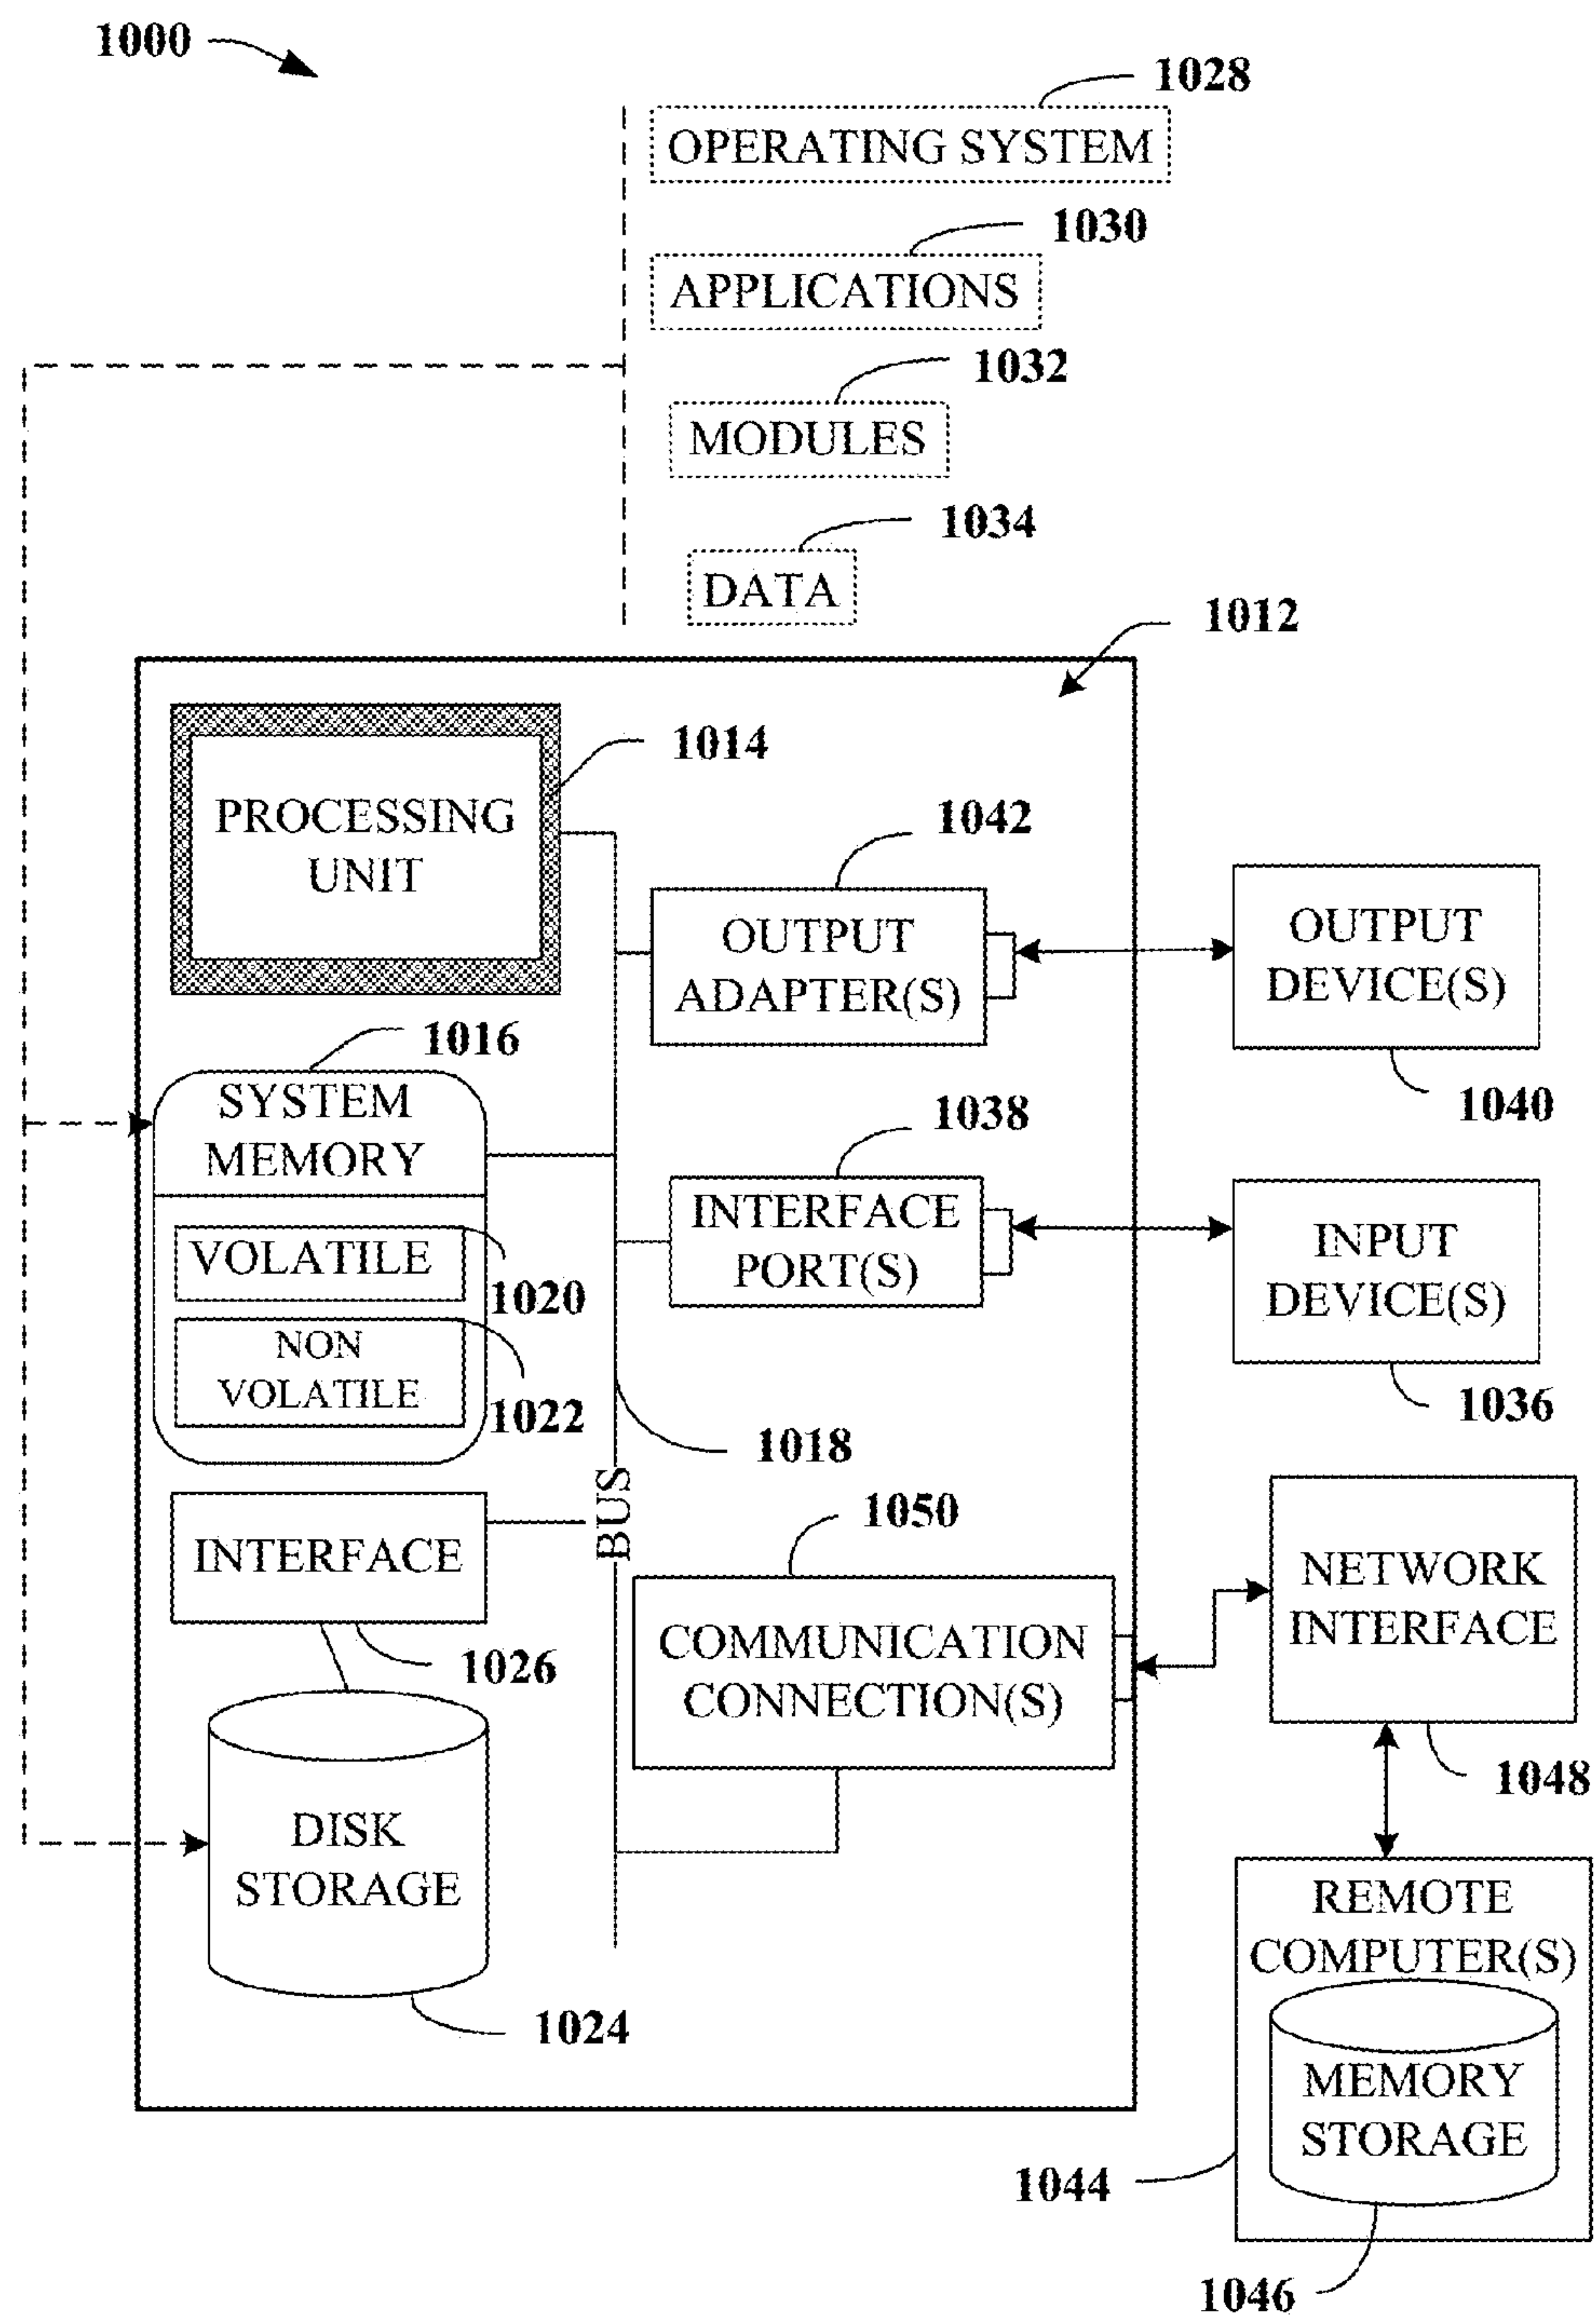 1000
1028
OPERATING SYSTEM
1030
APPLICATIONS
1032
MODULES
1034
DATA
1012
1014
PROCESSING
UNIT
1042
OUTPUT
ADAPTER(S)
OUTPUT
DEVICE(S)
1040
1016
SYSTEM
MEMORY
VOLATILE
1020
NON
VOLATILE
1022
1038
INTERFACE
PORT(S)
INPUT
DEVICE(S)
1036
1018
BUS
INTERFACE
1026
1050
COMMUNICATION
CONNECTION(S)
NETWORK
INTERFACE
1048
DISK
STORAGE
1024
REMOTE
COMPUTER(S)
MEMORY
STORAGE
1044
1046